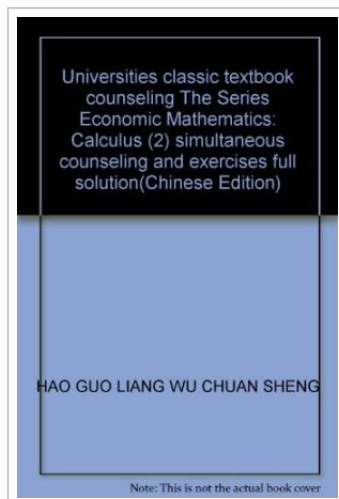 Universities classic textbook
counseling The Series
Economic Mathematics:
Calculus (2) simultaneous
counseling and exercises full
solution(Chinese Edition)
HAO GUO LIANG WU CHUAN SHENG
Note: This is not the actual book cover